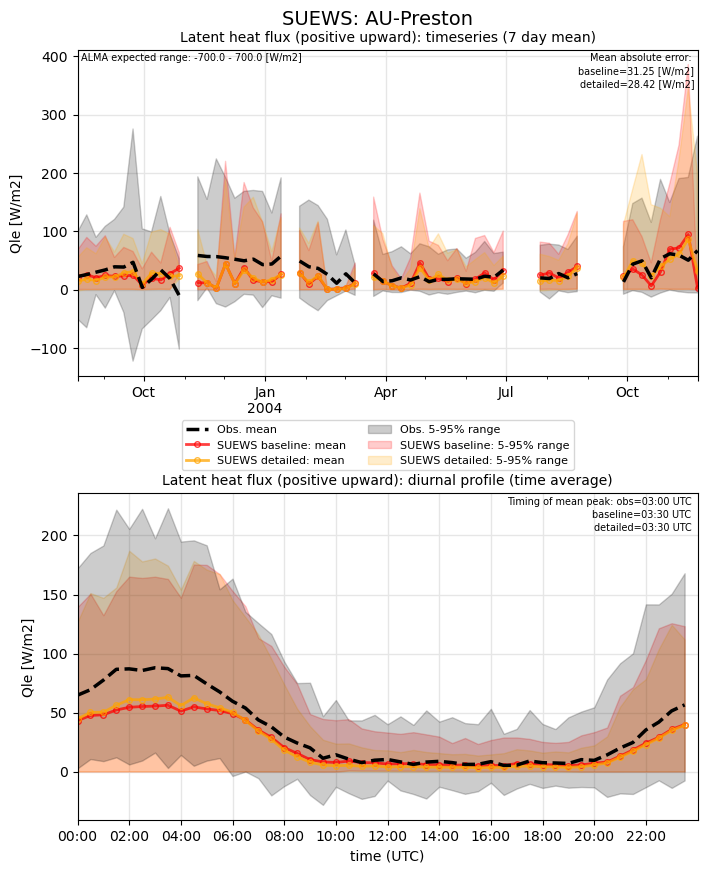 SUEWS: AU-Preston
Latent heat flux (positive upward): timeseries (7 day mean)
ALMA expected range: -700.0 - 700.0 [W/m2]
Mean absolute error:
baseline=31.25 [W/m2]
detailed=28.42 [W/m2]
400
300
200
100
0
−100
Qle [W/m2]
Oct
Jan
2004
Apr
Jul
Oct
Obs. mean
SUEWS baseline: mean
SUEWS detailed: mean
Obs. 5-95% range
SUEWS baseline: 5-95% range
SUEWS detailed: 5-95% range
Latent heat flux (positive upward): diurnal profile (time average)
Timing of mean peak: obs=03:00 UTC
baseline=03:30 UTC
detailed=03:30 UTC
200
150
100
50
0
Qle [W/m2]
00:00
02:00
04:00
06:00
08:00
10:00
12:00
14:00
16:00
18:00
20:00
22:00
time (UTC)